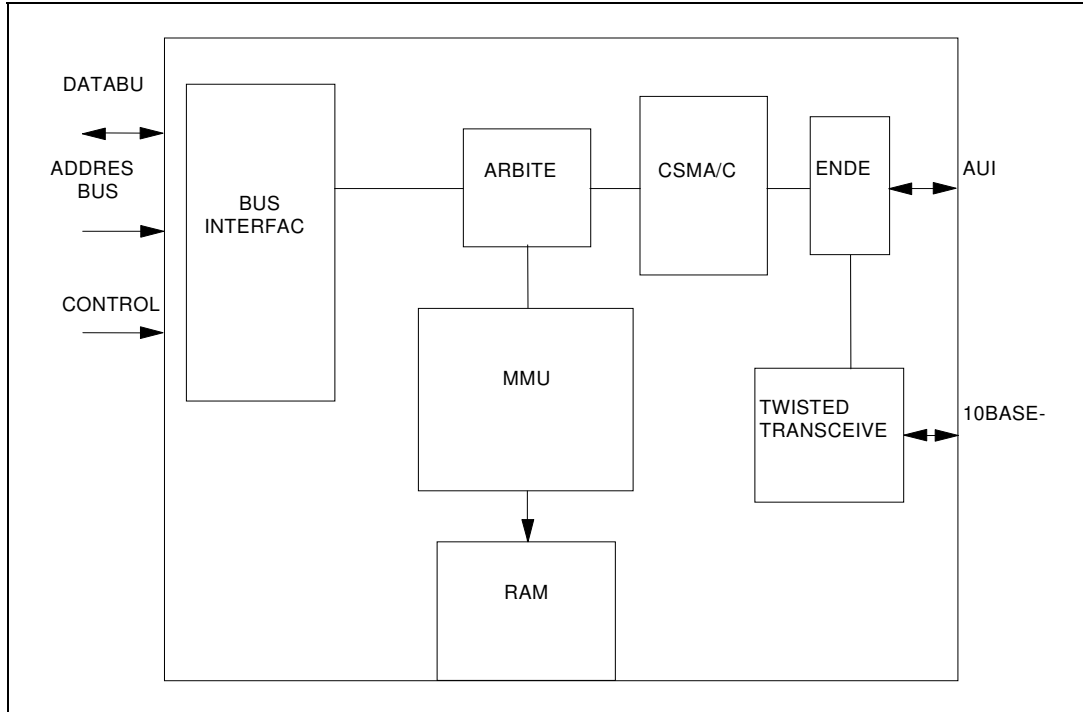 DATABU
ADDRES
BUS
CONTROL
BUS
INTERFAC
ARBITE
CSMA/C
ENDE
AUI
MMU
TWISTED
TRANSCEIVE
10BASE-
RAM